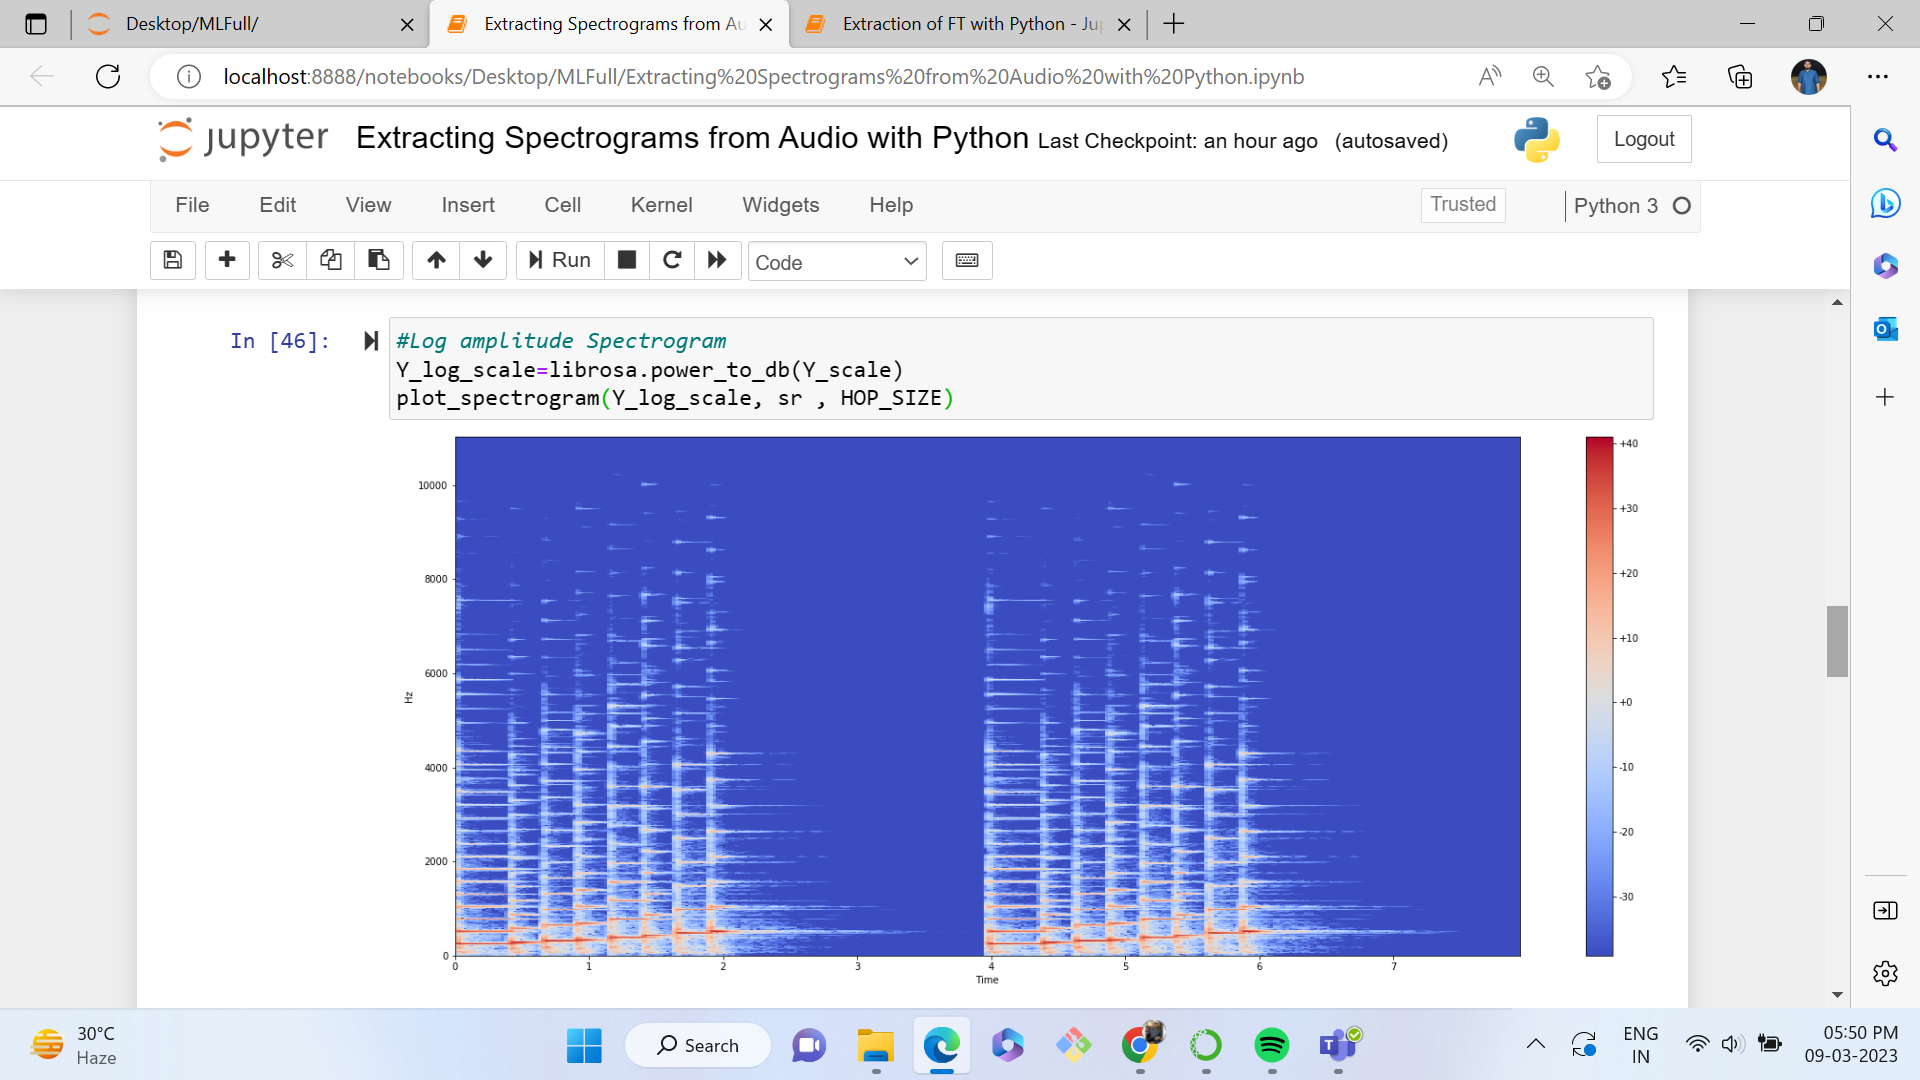 Desktop/MLFull/
Extracting Spectrograms from Au
Extraction of FT with Python - Ju
localhost:8888/notebooks/Desktop/MLFull/Extracting%20Spectrograms%20from%20Audio%20with%20Python.ipynb
jupyter Extracting Spectrograms from Audio with Python Last Checkpoint: an hour ago (autosaved)
Logout
File Edit View Insert Cell Kernel Widgets Help
Trusted
Python 3
Run
Code
In [46]:
#Log amplitude Spectrogram
Y_log_scale=librosa.power_to_db(Y_scale)
plot_spectrogram(Y_log_scale, sr , HOP_SIZE)
10000
8000
6000
4000
2000
0
Hz
0 1 2 3 4 5 6 7
Time
+40
+30
+20
+10
+0
-10
-20
-30
30°C
Haze
Search
ENG
IN
05:50 PM
09-03-2023